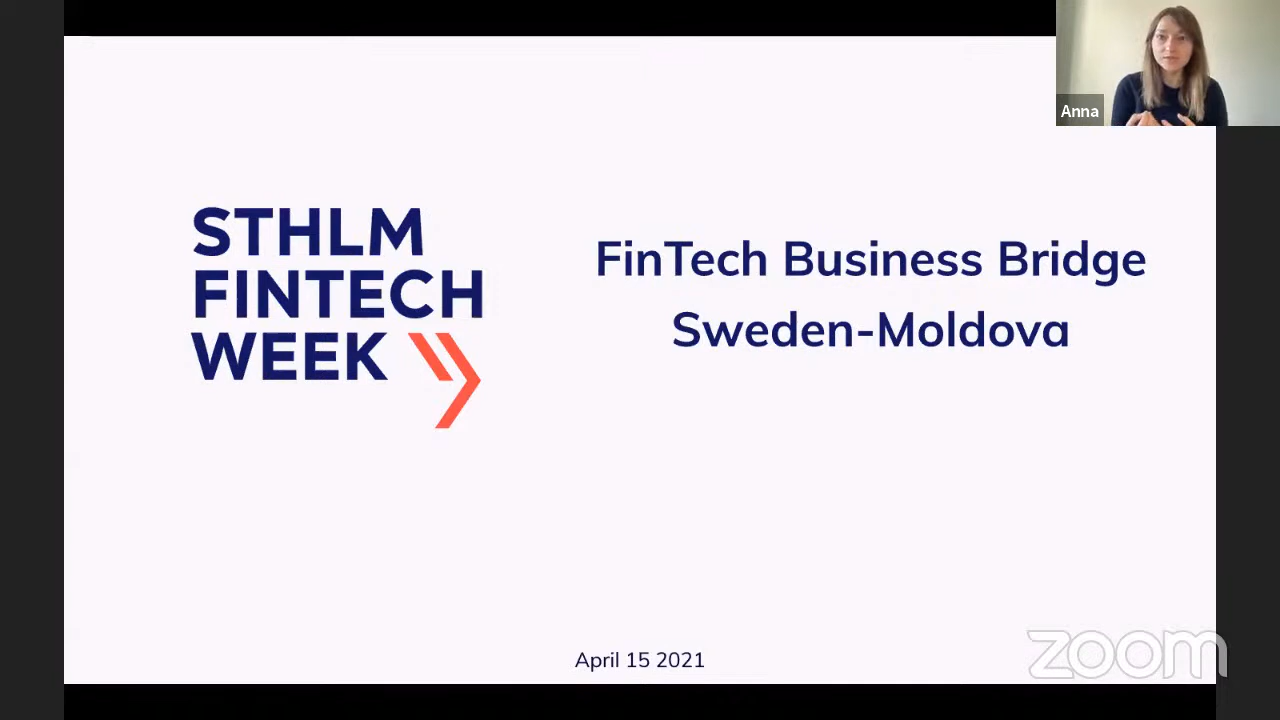 Anna
STHLM
FINTECH
WEEK
FinTech Business Bridge
Sweden-Moldova
April 15 2021
zoom